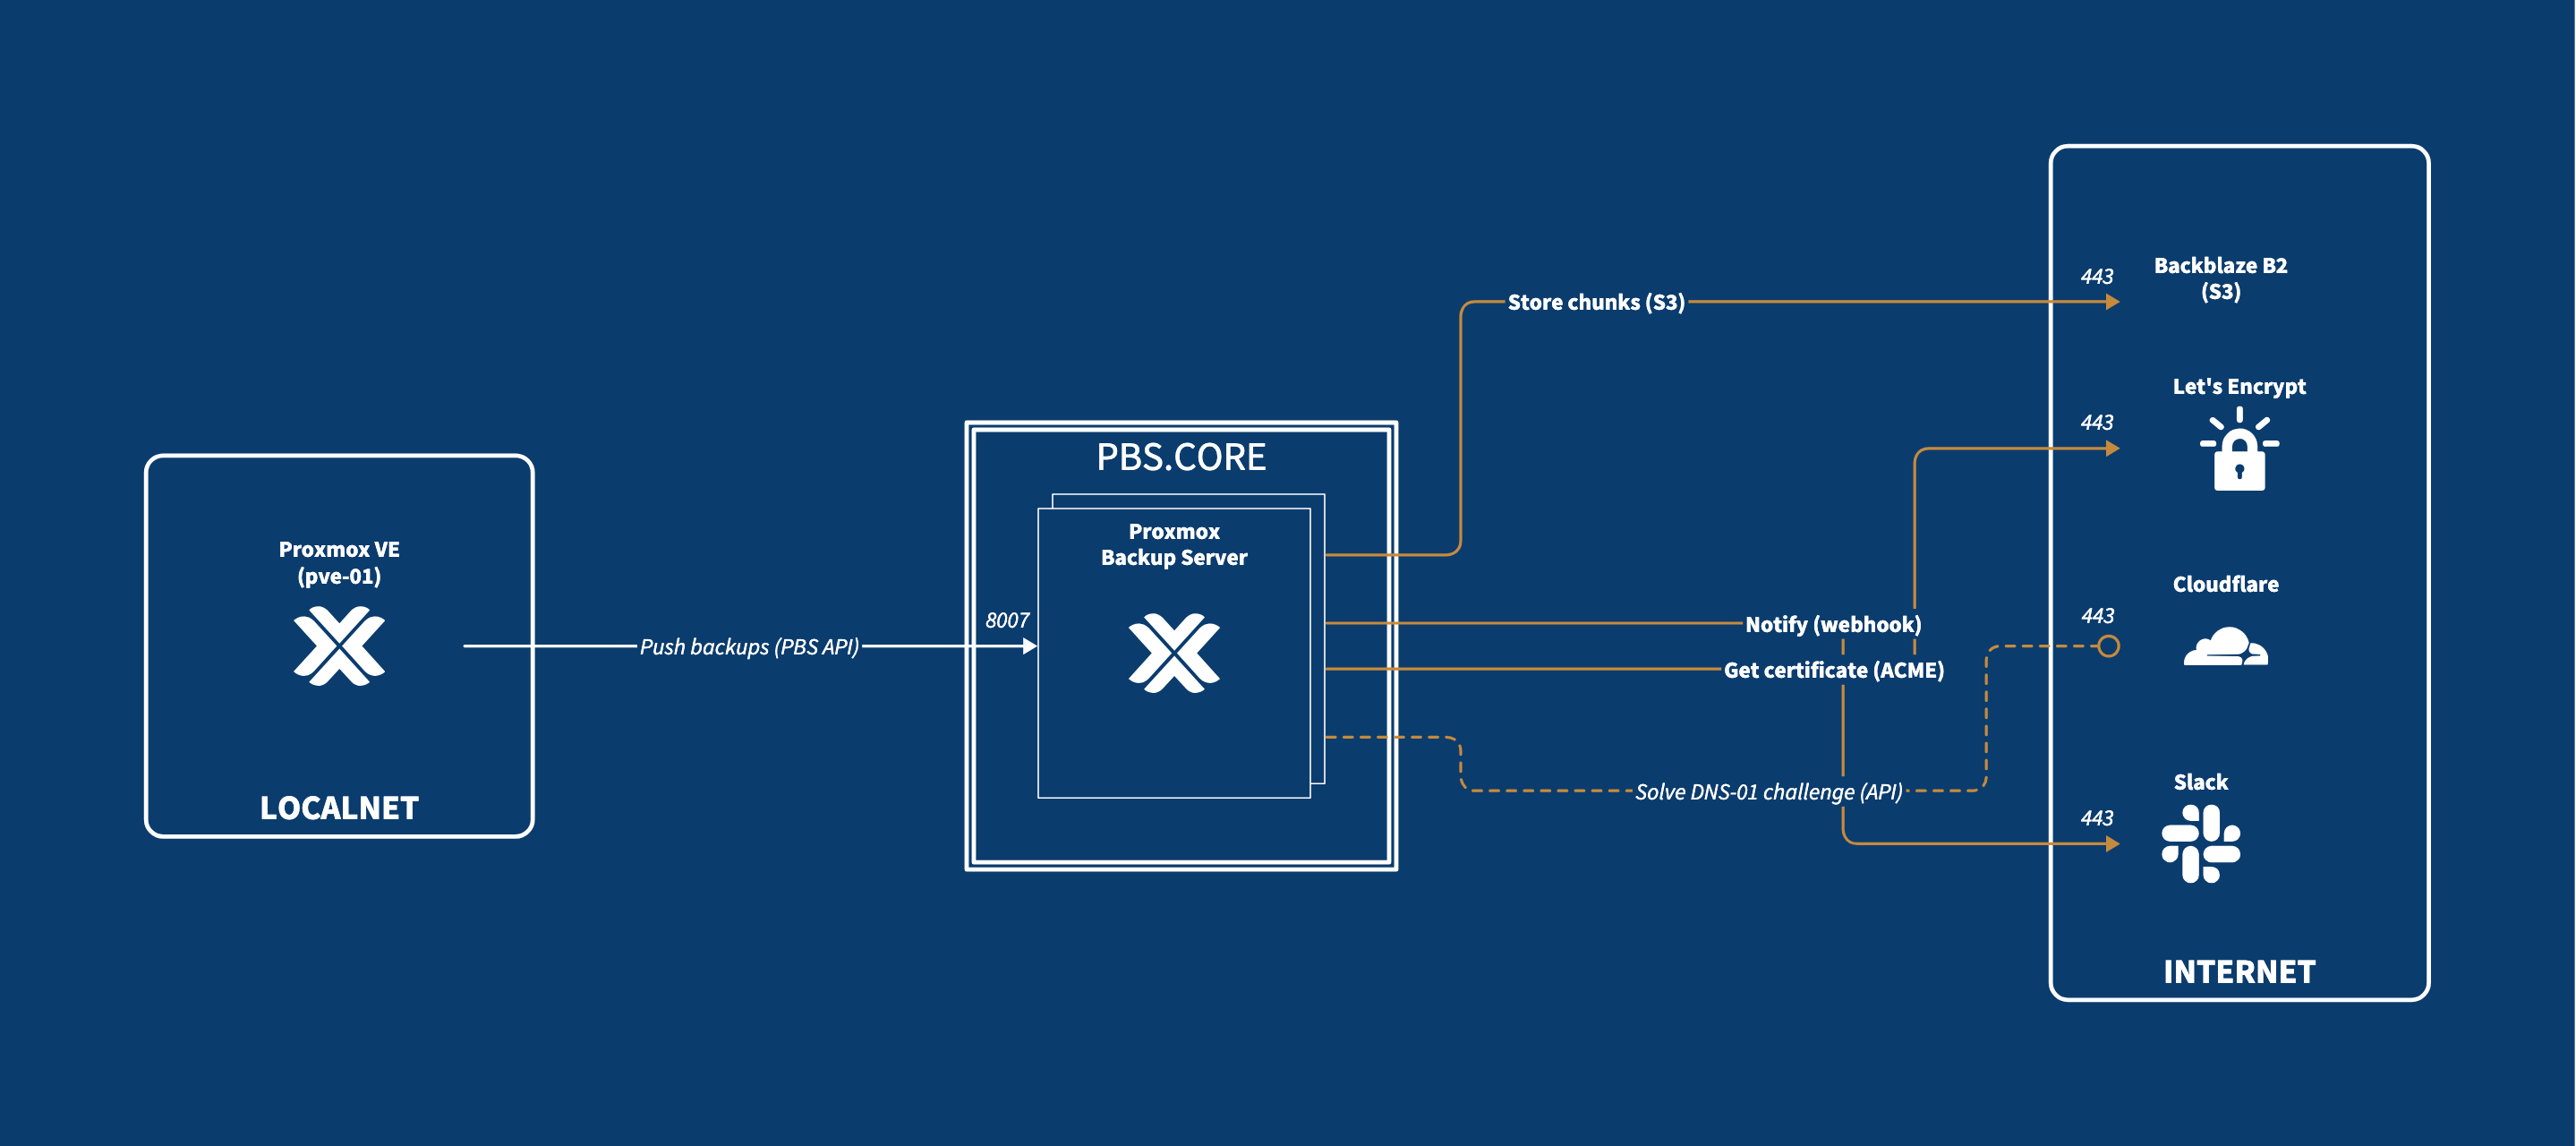 443
Backblaze B2
(S3)
Store chunks (S3)
Let's Encrypt
443
PBS.CORE
Proxmox
Backup Server
Proxmox VE
(pve-01)
Cloudflare
8007
Notify (webhook)
443
Push backups (PBS API)
Get certificate (ACME)
Slack
Solve DNS-01 challenge (API)
443
LOCALNET
INTERNET